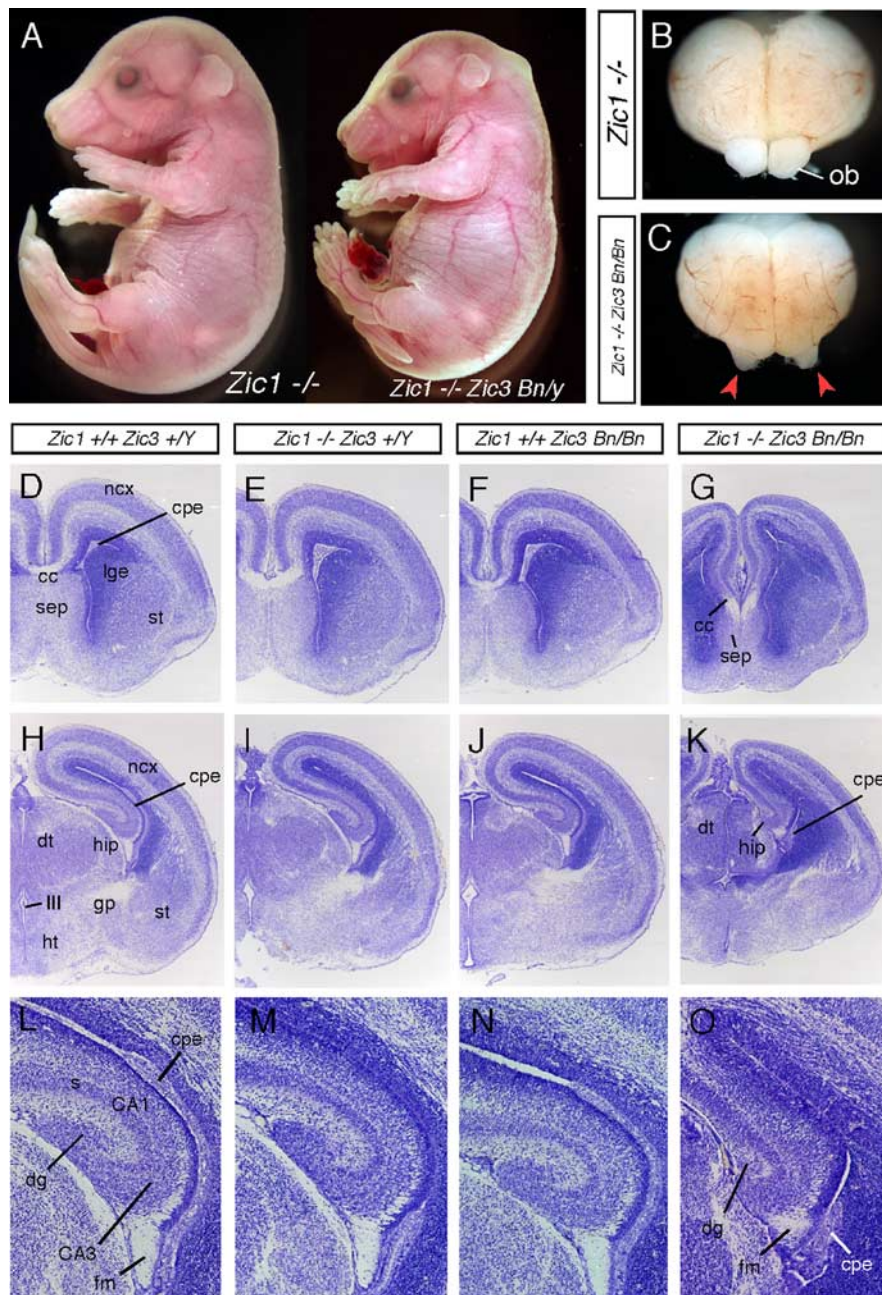 A
Zic1 -/-
Zic1 -/- Zic3 Bn/y
Zic1 -/-
B
ob
Zic1 -/- Zic3 Bn/Bn
C
Zic1 +/+ Zic3 +/Y
Zic1 -/- Zic3 +/Y
Zic1 +/+ Zic3 Bn/Bn
Zic1 -/- Zic3 Bn/Bn
D
ncx
cpe
cc
lge
sep
st
E
F
G
cc
sep
H
ncx
cpe
dt
hip
III
gp
st
ht
I
J
K
cpe
dt
hip
L
cpe
s
CA1
dg
CA3
fm
M
N
O
dg
fm
cpe